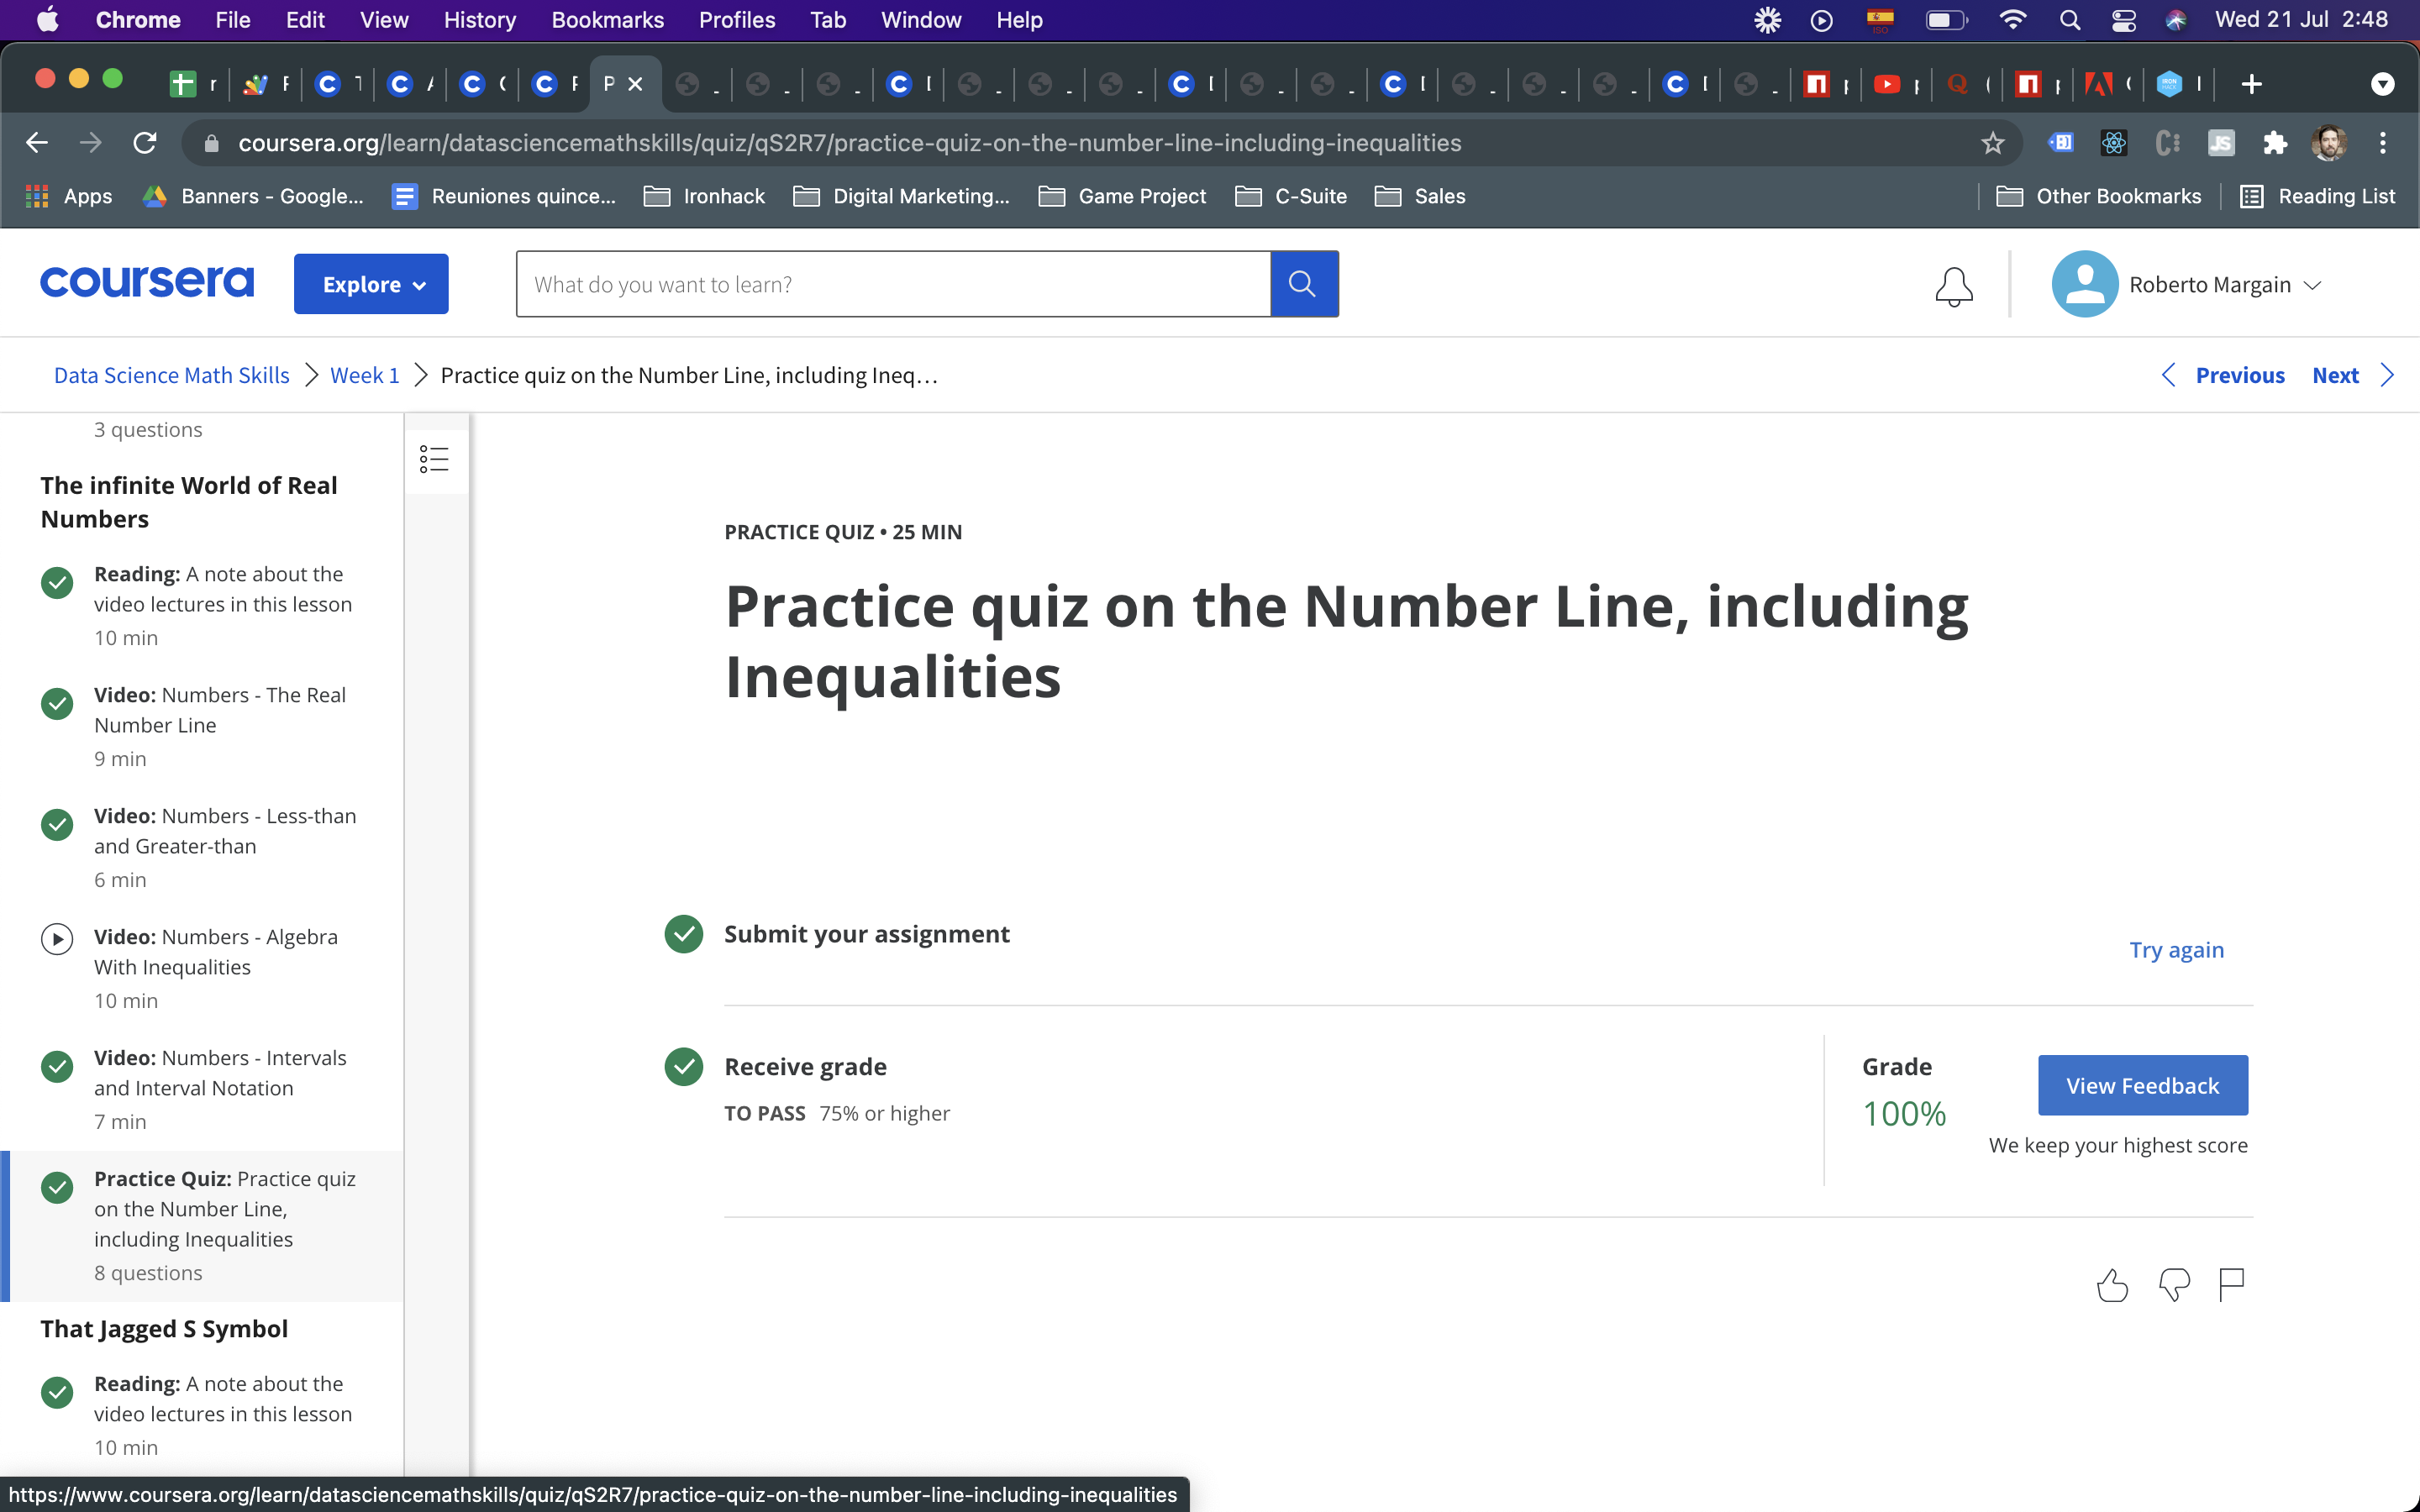 Chrome File Edit View History Bookmarks Profiles Tab Window Help Wed 21 Jul 2:48
ISO
coursera.org/learn/datasciencemathskills/quiz/qS2R7/practice-quiz-on-the-number-line-including-inequalities
Apps Banners - Google... Reuniones quince... Ironhack Digital Marketing... Game Project C-Suite Sales Other Bookmarks Reading List
coursera Explore What do you want to learn? Roberto Margain
Data Science Math Skills Week 1 Practice quiz on the Number Line, including Ineq... Previous Next
3 questions
The infinite World of Real
Numbers
Reading: A note about the
video lectures in this lesson
10 min
Video: Numbers - The Real
Number Line
9 min
Video: Numbers - Less-than
and Greater-than
6 min
Video: Numbers - Algebra
With Inequalities
10 min
Video: Numbers - Intervals
and Interval Notation
7 min
Practice Quiz: Practice quiz
on the Number Line,
including Inequalities
8 questions
That Jagged S Symbol
Reading: A note about the
video lectures in this lesson
10 min
PRACTICE QUIZ • 25 MIN
Practice quiz on the Number Line, including
Inequalities
Submit your assignment
Try again
Receive grade
TO PASS 75% or higher
Grade
100%
View Feedback
We keep your highest score
https://www.coursera.org/learn/datasciencemathskills/quiz/qS2R7/practice-quiz-on-the-number-line-including-inequalities